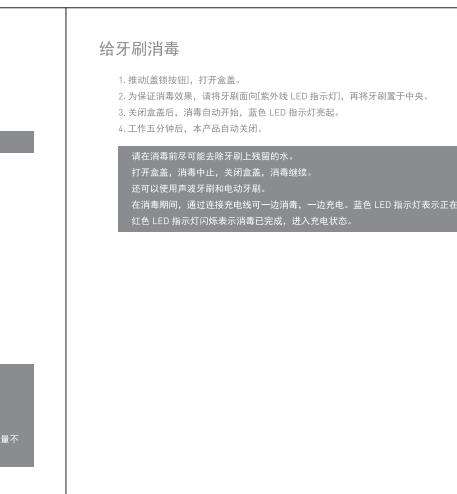 给牙刷消毒
1. 推动[盖锁按钮]，打开盒盖。
2. 为保证消毒效果，请将牙刷面向[紫外线 LED 指示灯]，再将牙刷置于中央。
3. 关闭盒盖后，消毒自动开始，蓝色 LED 指示灯亮起。
4. 工作五分钟后，本产品自动关闭。
请在消毒前尽可能去除牙刷上残留的水。
打开盒盖，消毒中止，关闭盒盖，消毒继续。
还可以使用声波牙刷和电动牙刷。
在消毒期间，通过连接充电线可一边消毒，一边充电。蓝色 LED 指示灯表示正在
红色 LED 指示灯闪烁表示消毒已完成，进入充电状态。
量不